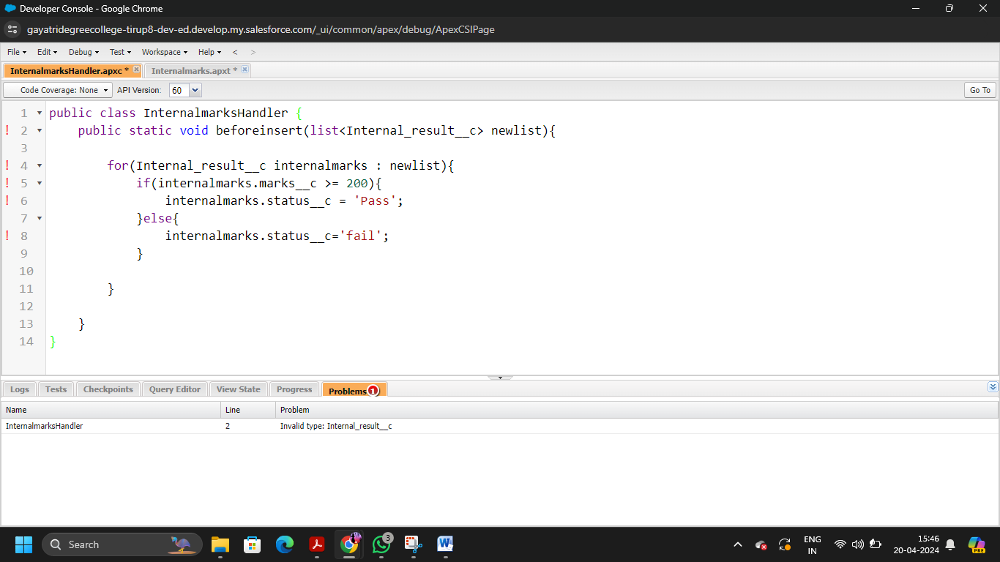 Developer Console - Google Chrome
gayatridegreecollege-tirup8-dev-ed.develop.my.salesforce.com/_ui/common/apex/debug/ApexCSIPage
File Edit Debug Test Workspace Help < >
InternalmarksHandler.apxc * Internalmarks.apxt *
Code Coverage: None API Version: 60 Go To
1 public class InternalmarksHandler {
! 2 public static void beforeinsert(list<Internal_result__c> newlist){
3
! 4 for(Internal_result__c internalmarks : newlist){
! 5 if(internalmarks.marks__c >= 200){
! 6 internalmarks.status__c = 'Pass';
7 }else{
! 8 internalmarks.status__c='fail';
9 }
10
11 }
12
13 }
14 }
Logs Tests Checkpoints Query Editor View State Progress Problems 1
Name Line Problem
InternalmarksHandler 2 Invalid type: Internal_result__c
Search 3 ENG 15:46
IN 20-04-2024 PRE